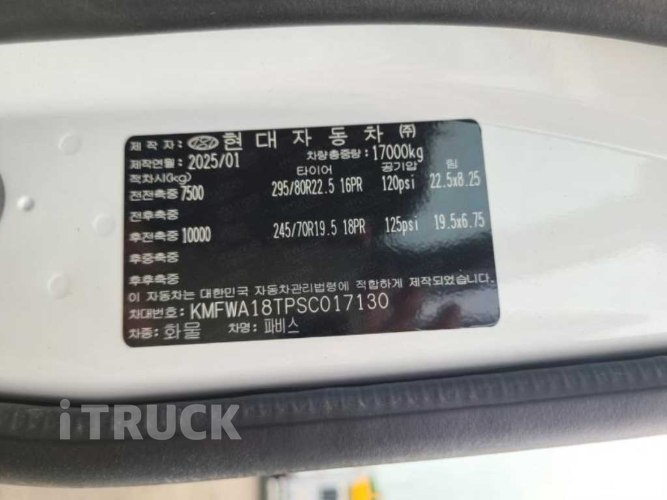 제 작 자: 현 대 자 동 차 ㈜
제작연월: 2025/01 차량총중량: 17000kg
적차시(kg) 타이어 공기압 림
전전축중 7500 295/80R22.5 16PR 120psi 22.5x8.25
전후축중
후전축중 10000 245/70R19.5 18PR 125psi 19.5x6.75
후중축중
후후축중
이 자동차는 대한민국 자동차관리법령에 적합하게 제작되었습니다.
차대번호: KMFWA18TPSC017130
차종: 화물 차명: 파비스
iTRUCK